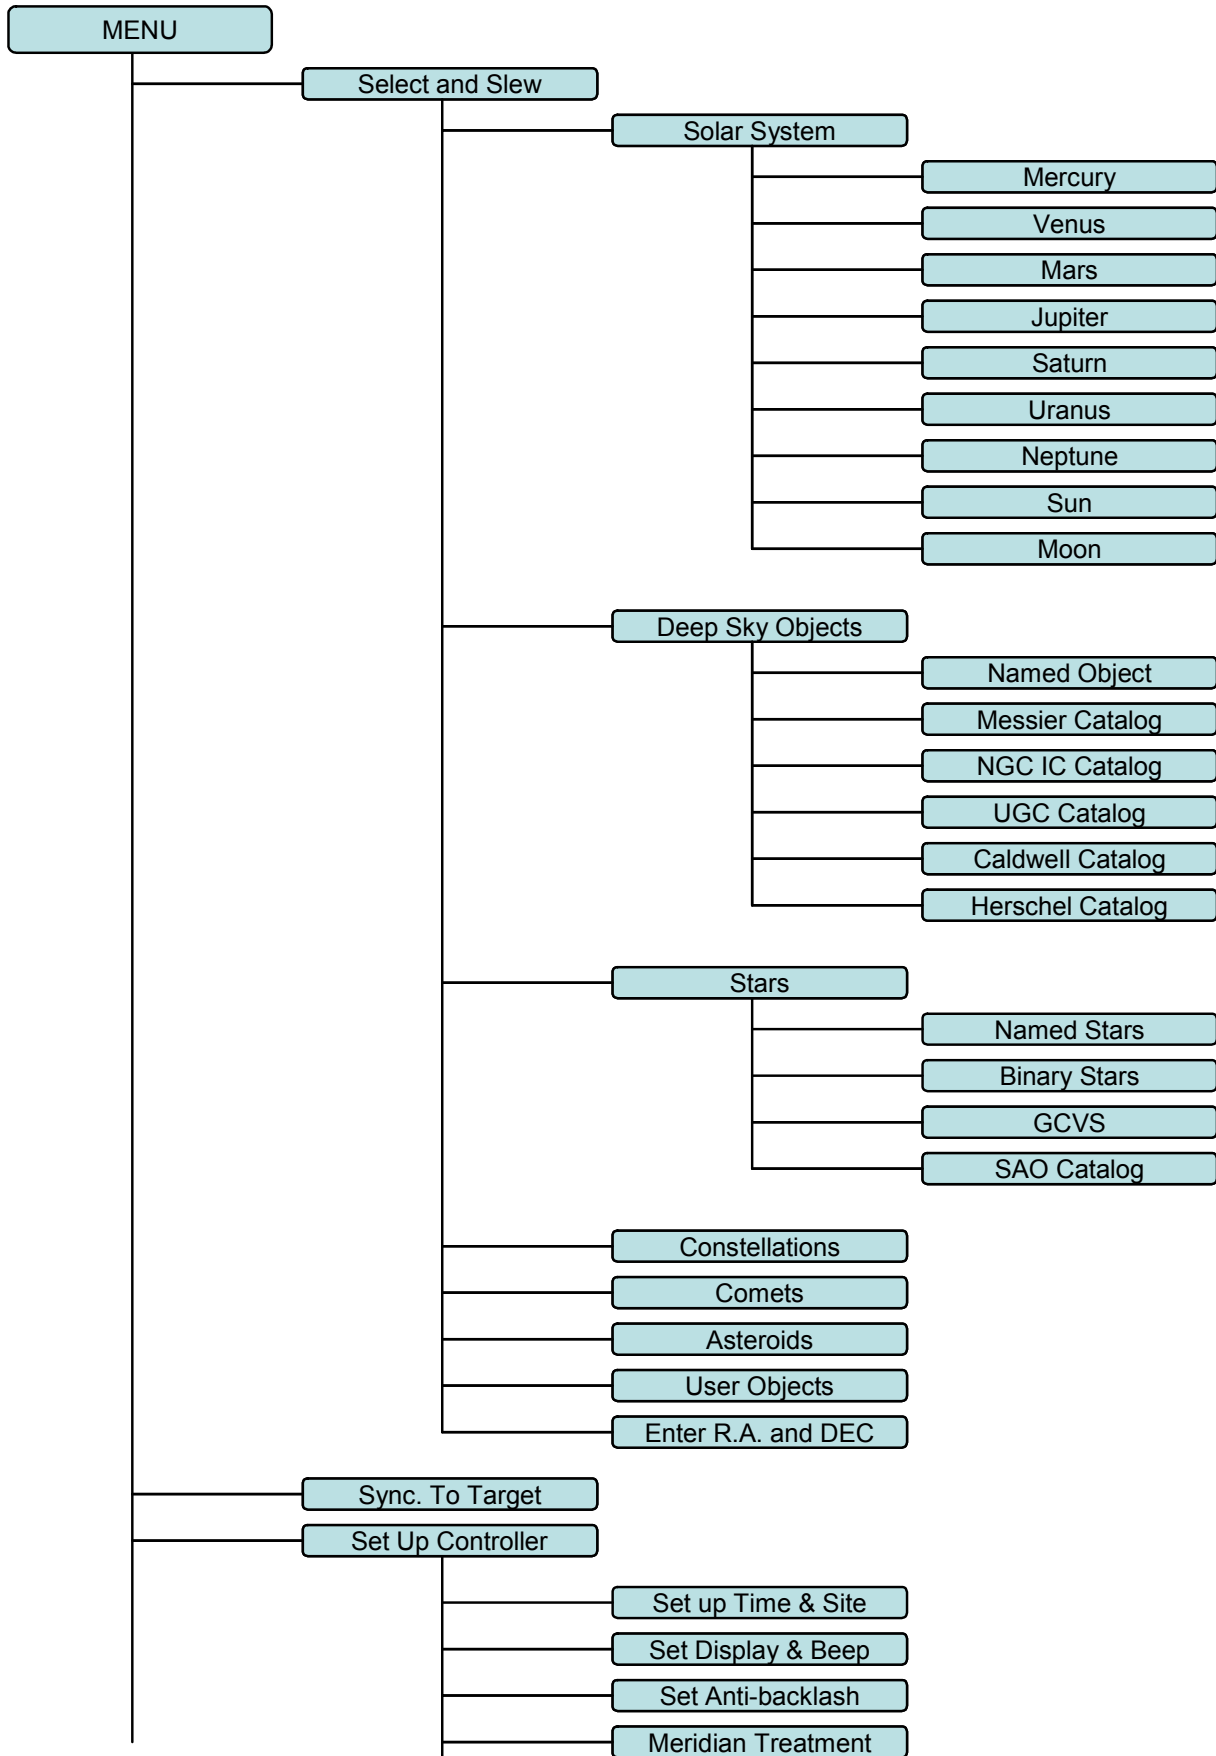 MENU
Select and Slew
Solar System
Mercury
Venus
Mars
Jupiter
Saturn
Uranus
Neptune
Sun
Moon
Deep Sky Objects
Named Object
Messier Catalog
NGC IC Catalog
UGC Catalog
Caldwell Catalog
Herschel Catalog
Stars
Named Stars
Binary Stars
GCVS
SAO Catalog
Constellations
Comets
Asteroids
User Objects
Enter R.A. and DEC
Sync. To Target
Set Up Controller
Set up Time & Site
Set Display & Beep
Set Anti-backlash
Meridian Treatment